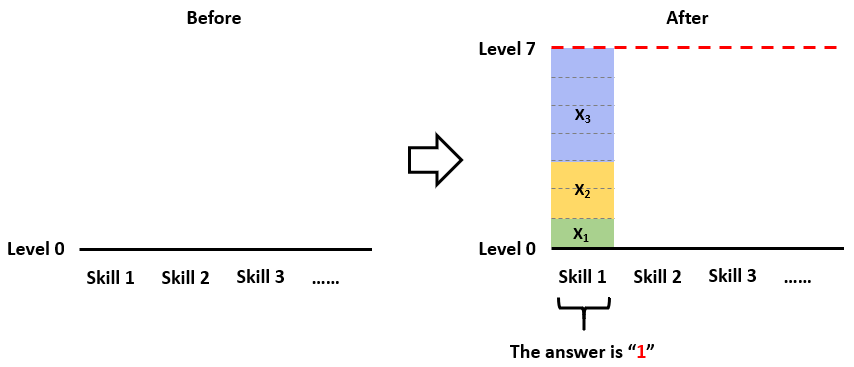 Before
Level 0
Skill 1 Skill 2 Skill 3 ......
After
Level 7
X₃
X₂
X₁
Level 0
Skill 1 Skill 2 Skill 3 ......
The answer is “1”